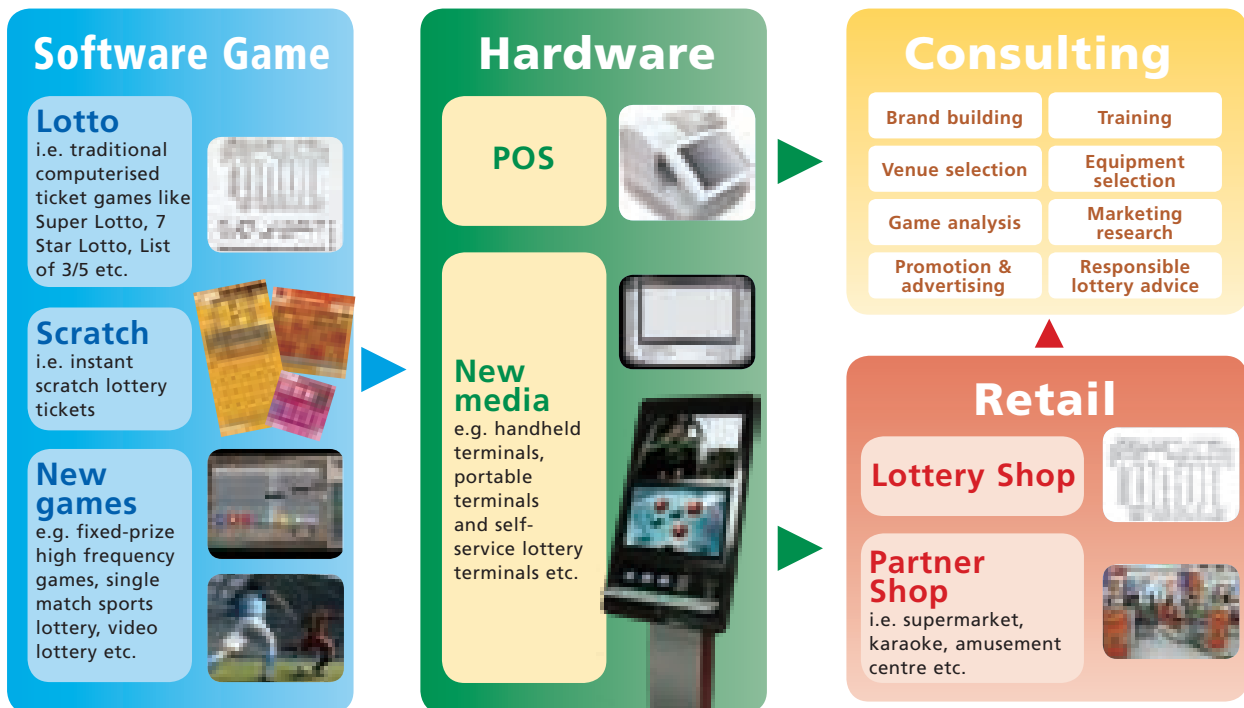 Software Game
Lotto
i.e. traditional
computerised
ticket games like
Super Lotto, 7
Star Lotto, List
of 3/5 etc.
Scratch
i.e. instant
scratch lottery
tickets
New
games
e.g. fixed-prize
high frequency
games, single
match sports
lottery, video
lottery etc.
Hardware
POS
New
media
e.g. handheld
terminals,
portable
terminals
and self-
service lottery
terminals etc.
Consulting
Brand building
Training
Venue selection
Equipment
selection
Game analysis
Marketing
research
Promotion &
advertising
Responsible
lottery advice
Retail
Lottery Shop
Partner
Shop
i.e. supermarket,
karaoke, amusement
centre etc.